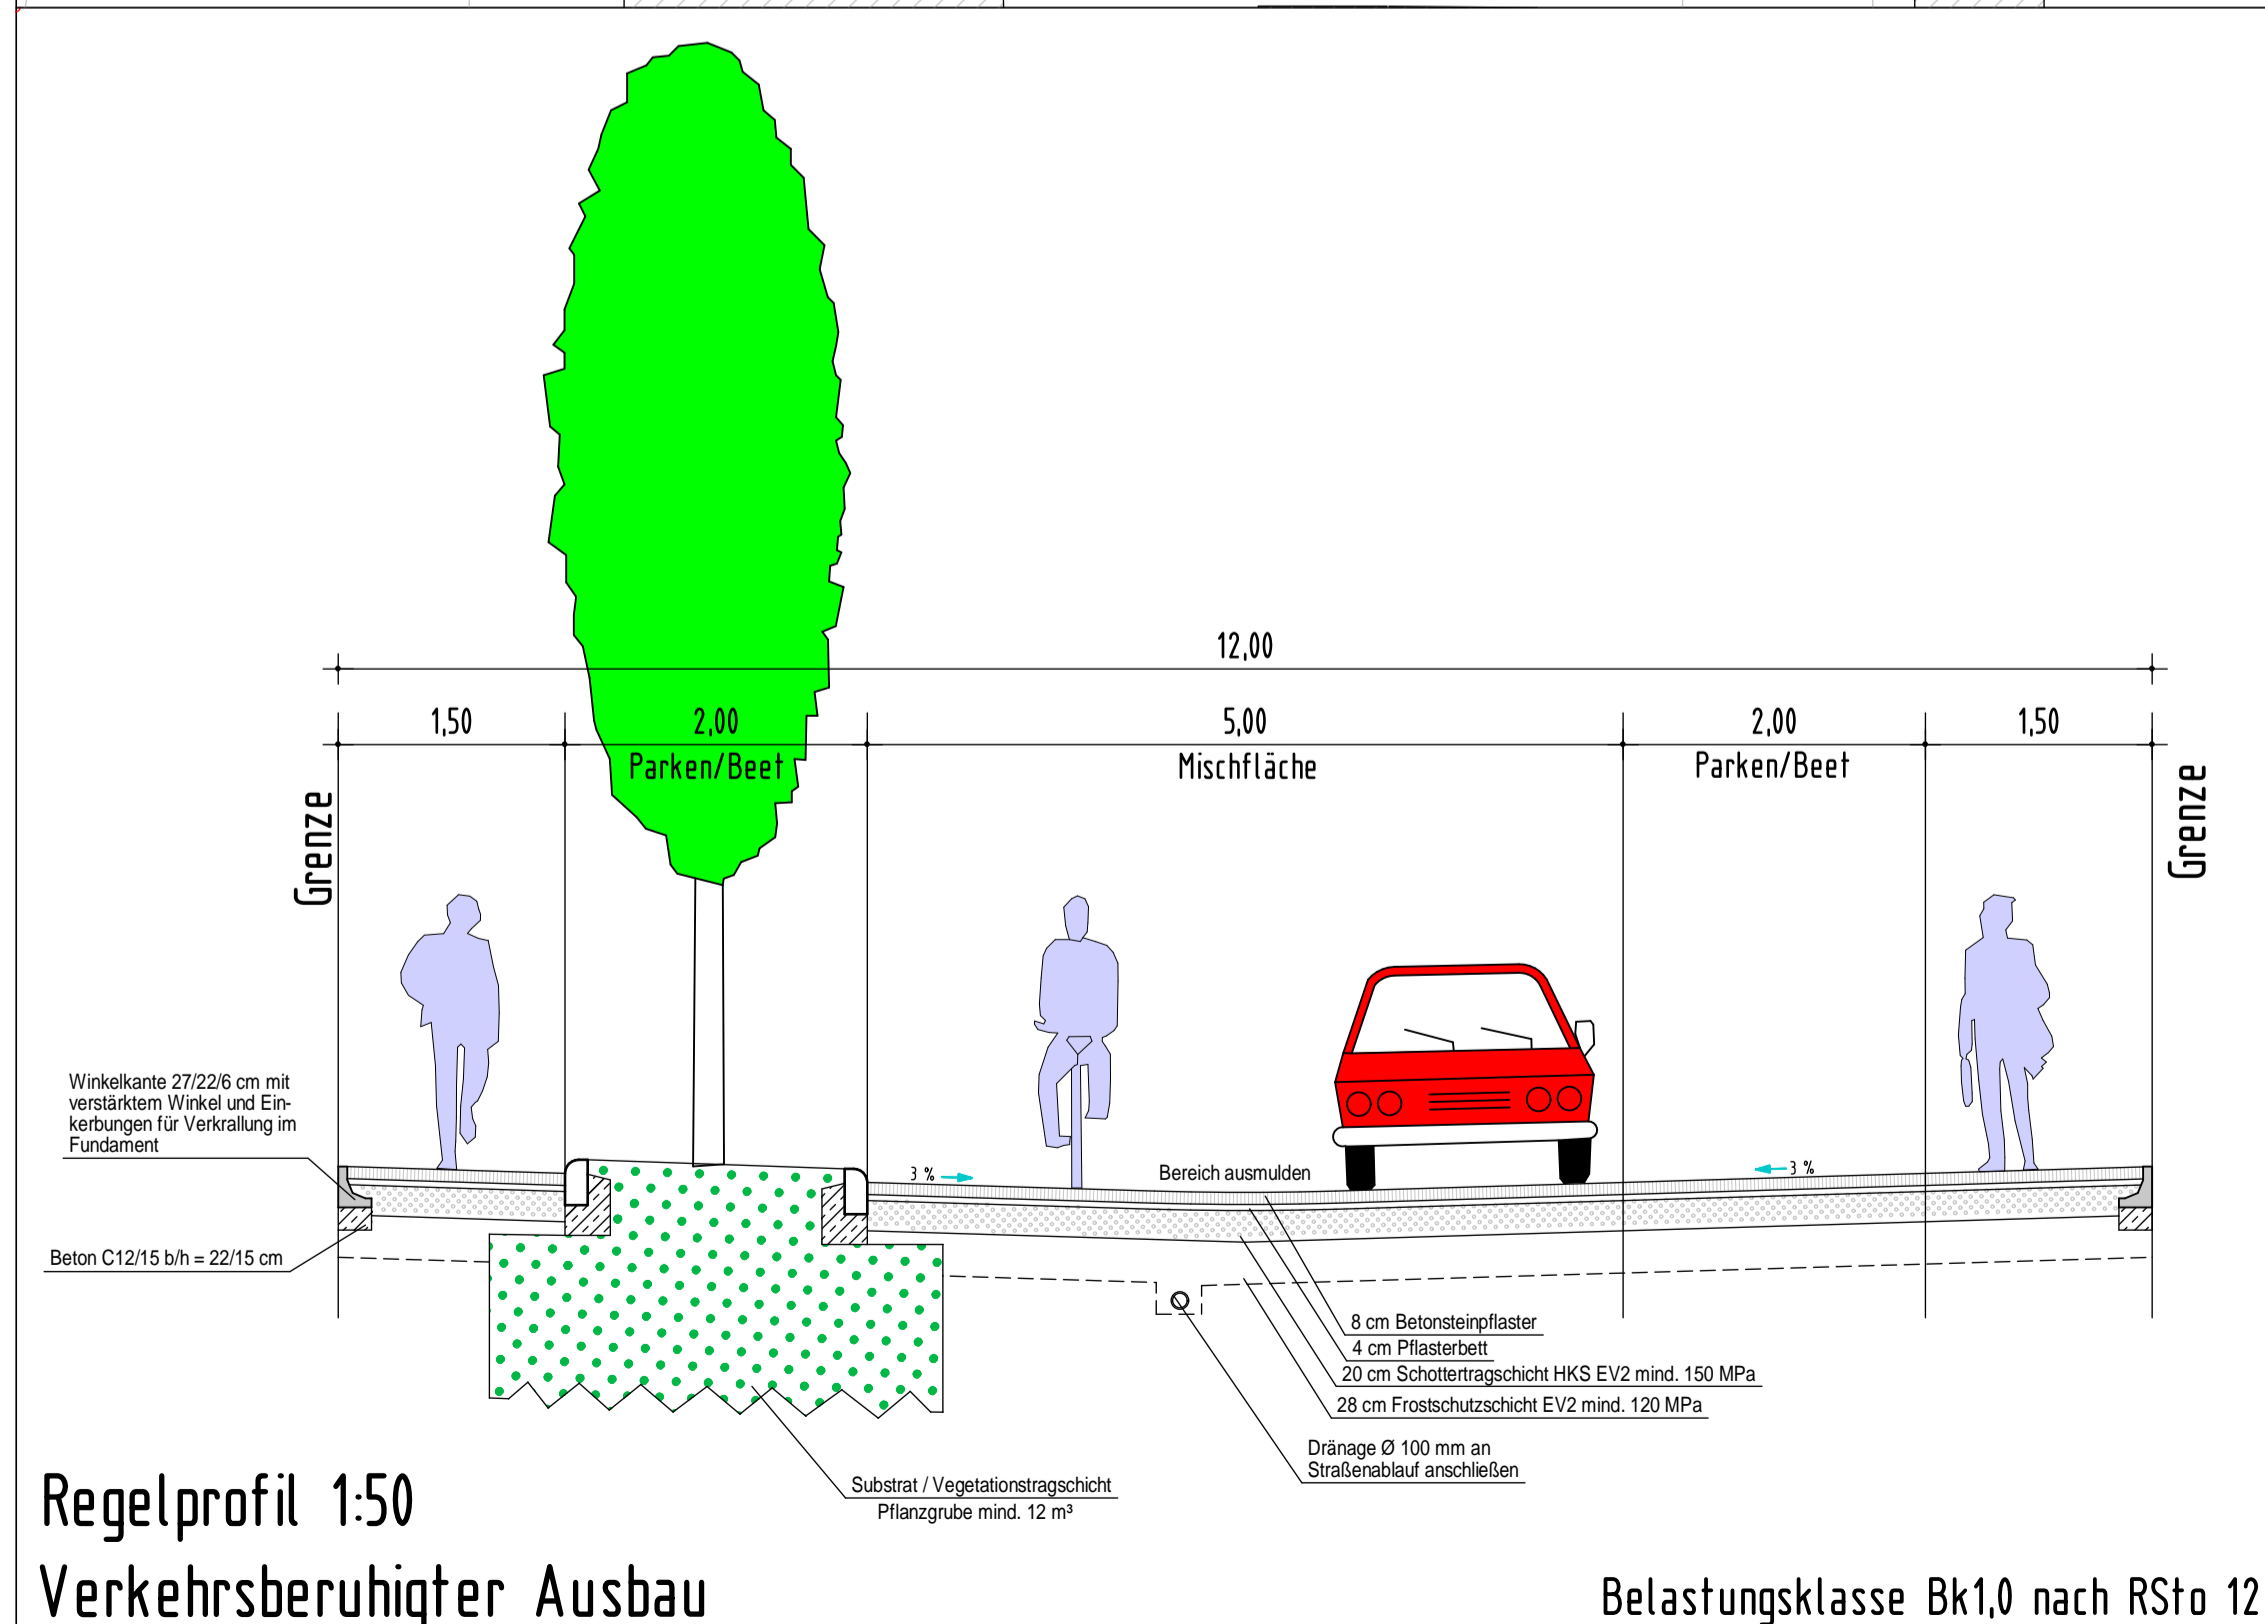 12,00
1,50
2,00
5,00
2,00
1,50
Parken/Beet
Mischfläche
Parken/Beet
Grenze
Grenze
Winkelkante 27/22/6 cm mit
verstärktem Winkel und Ein-
kerbungen für Verkrallung im
Fundament
3 %
Bereich ausmulden
3 %
Beton C12/15 b/h = 22/15 cm
8 cm Betonsteinpflaster
4 cm Pflasterbett
20 cm Schottertragschicht HKS EV2 mind. 150 MPa
28 cm Frostschutzschicht EV2 mind. 120 MPa
Dränage Ø 100 mm an
Straßenablauf anschließen
Substrat / Vegetationstragschicht
Pflanzgrube mind. 12 m³
Regelprofil 1:50
Verkehrsberuhigter Ausbau
Belastungsklasse Bk1,0 nach RSto 12